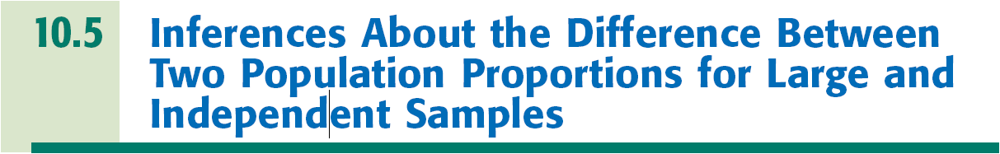 10.5 Inferences About the Difference Between
Two Population Proportions for Large and
Independent Samples